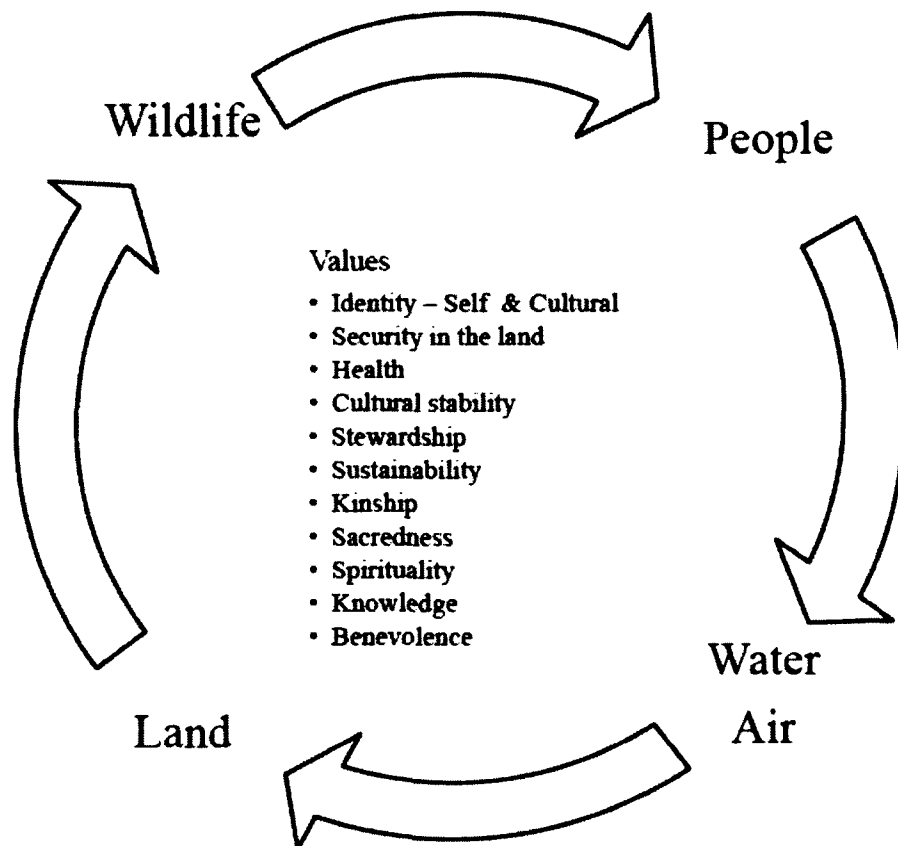 Wildlife
People
Values
• Identity – Self & Cultural
• Security in the land
• Health
• Cultural stability
• Stewardship
• Sustainability
• Kinship
• Sacredness
• Spirituality
• Knowledge
• Benevolence
Water
Air
Land